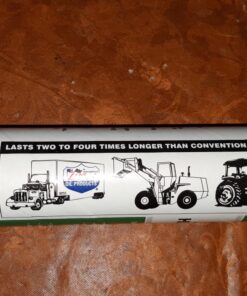 LASTS TWO TO FOUR TIMES LONGER THAN CONVENTION
OIL PRODUCTS